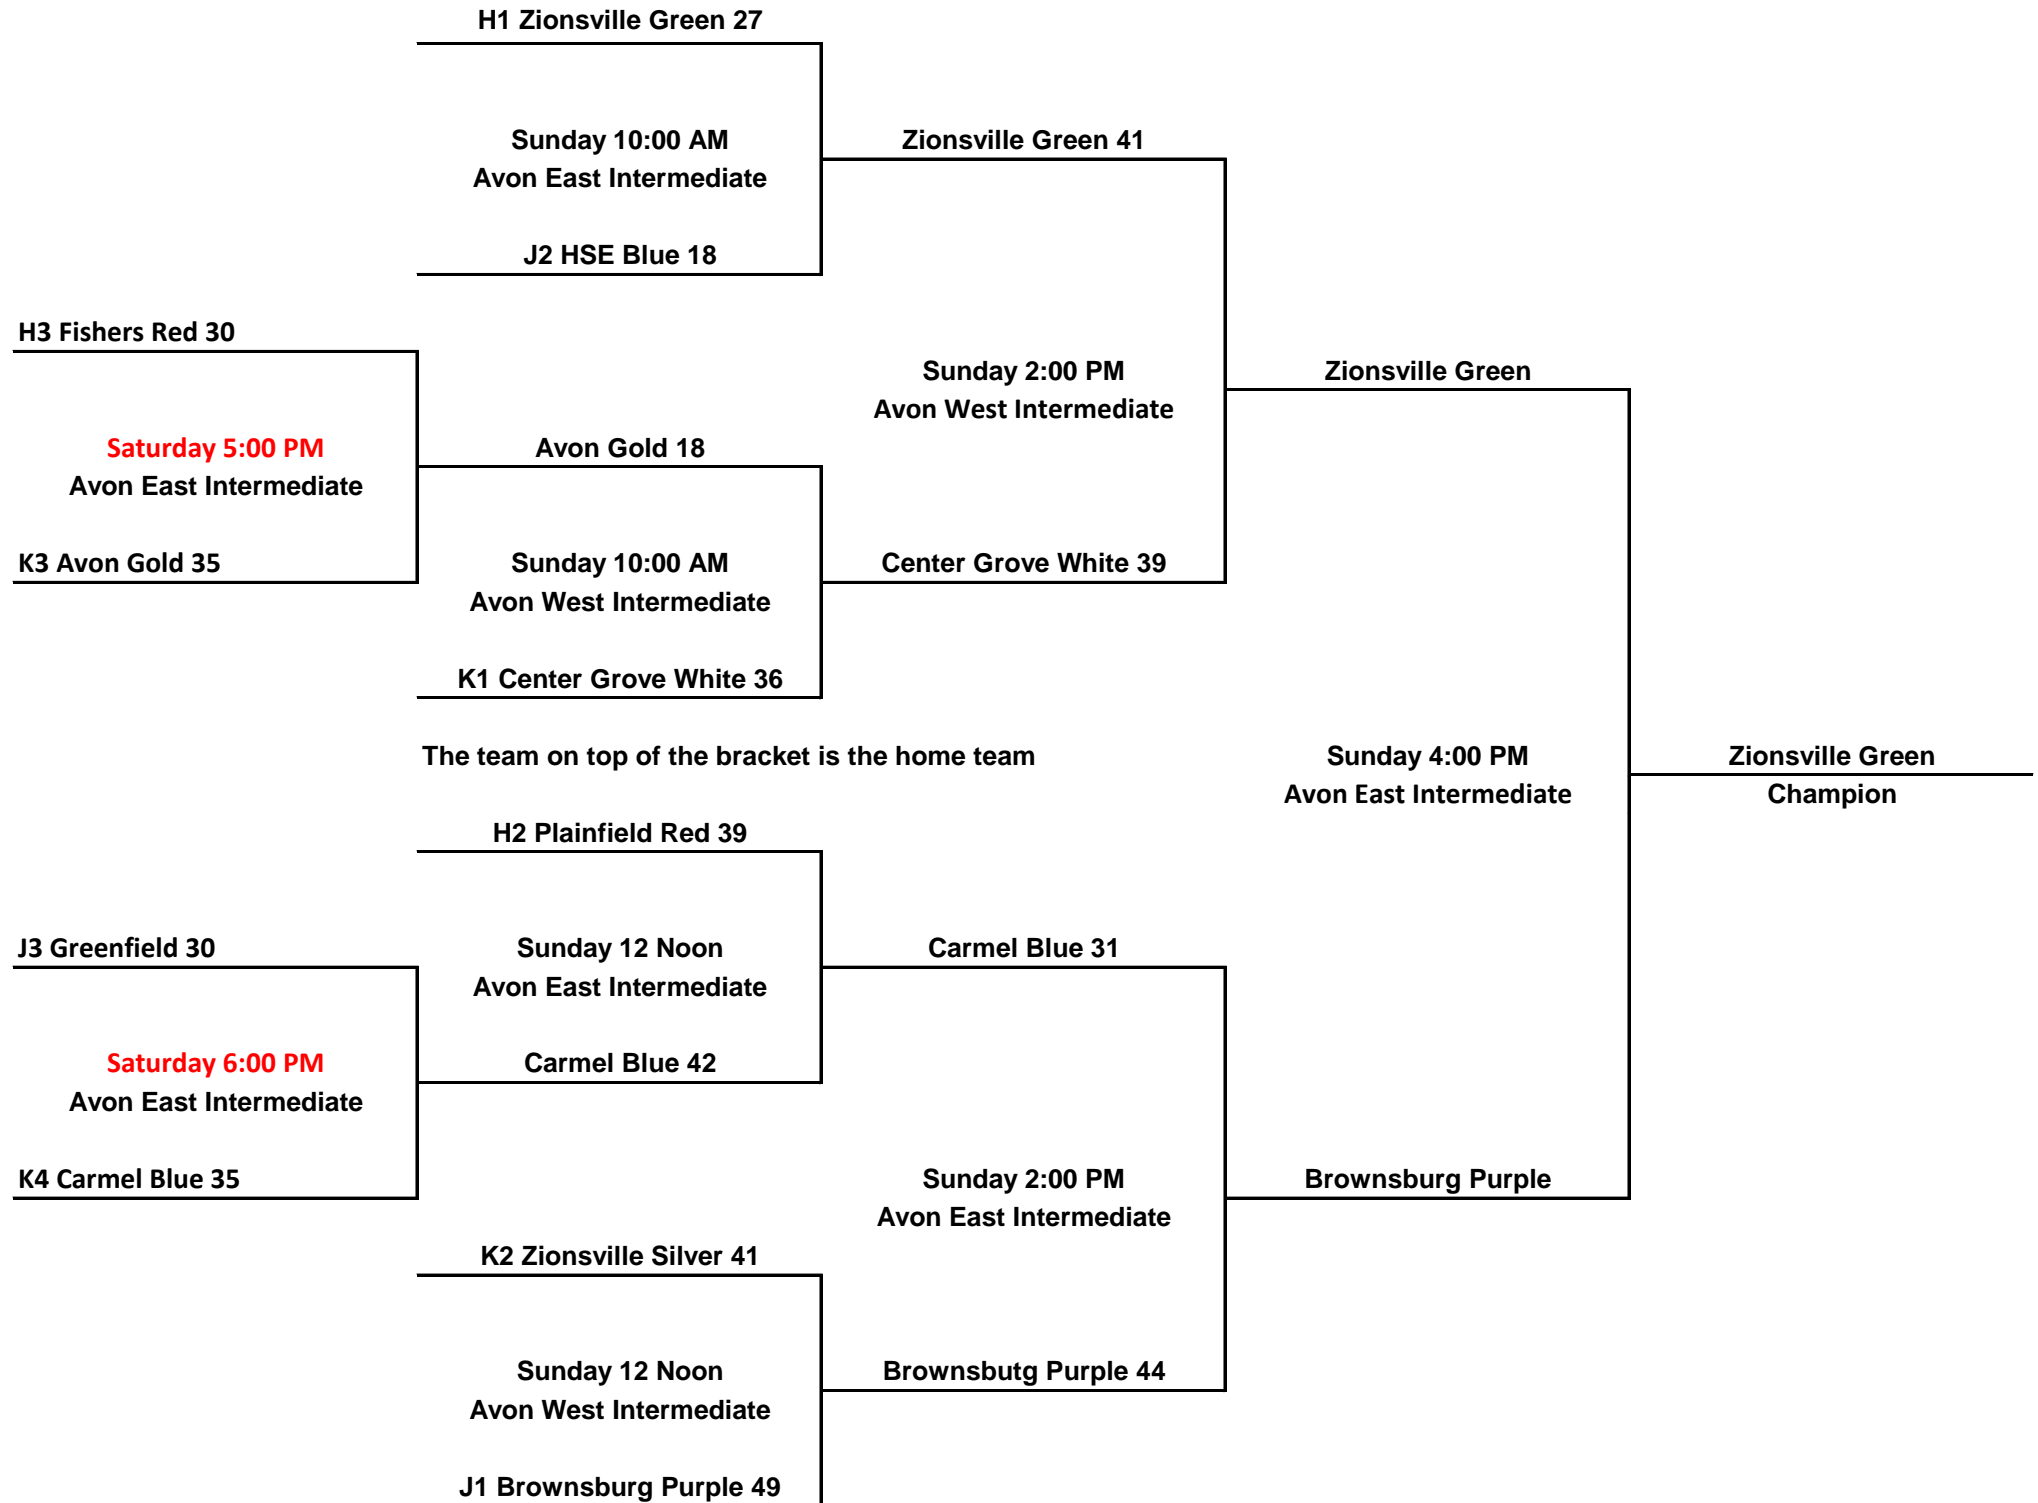 H1 Zionsville Green 27
Sunday 10:00 AM
Avon East Intermediate
Zionsville Green 41
J2 HSE Blue 18
H3 Fishers Red 30
Sunday 2:00 PM
Avon West Intermediate
Zionsville Green
Saturday 5:00 PM
Avon East Intermediate
Avon Gold 18
K3 Avon Gold 35
Sunday 10:00 AM
Avon West Intermediate
Center Grove White 39
K1 Center Grove White 36
The team on top of the bracket is the home team
Sunday 4:00 PM
Avon East Intermediate
Zionsville Green
Champion
H2 Plainfield Red 39
J3 Greenfield 30
Sunday 12 Noon
Avon East Intermediate
Carmel Blue 31
Saturday 6:00 PM
Avon East Intermediate
Carmel Blue 42
K4 Carmel Blue 35
Sunday 2:00 PM
Avon East Intermediate
Brownsburg Purple
K2 Zionsville Silver 41
Sunday 12 Noon
Avon West Intermediate
Brownsbutg Purple 44
J1 Brownsburg Purple 49